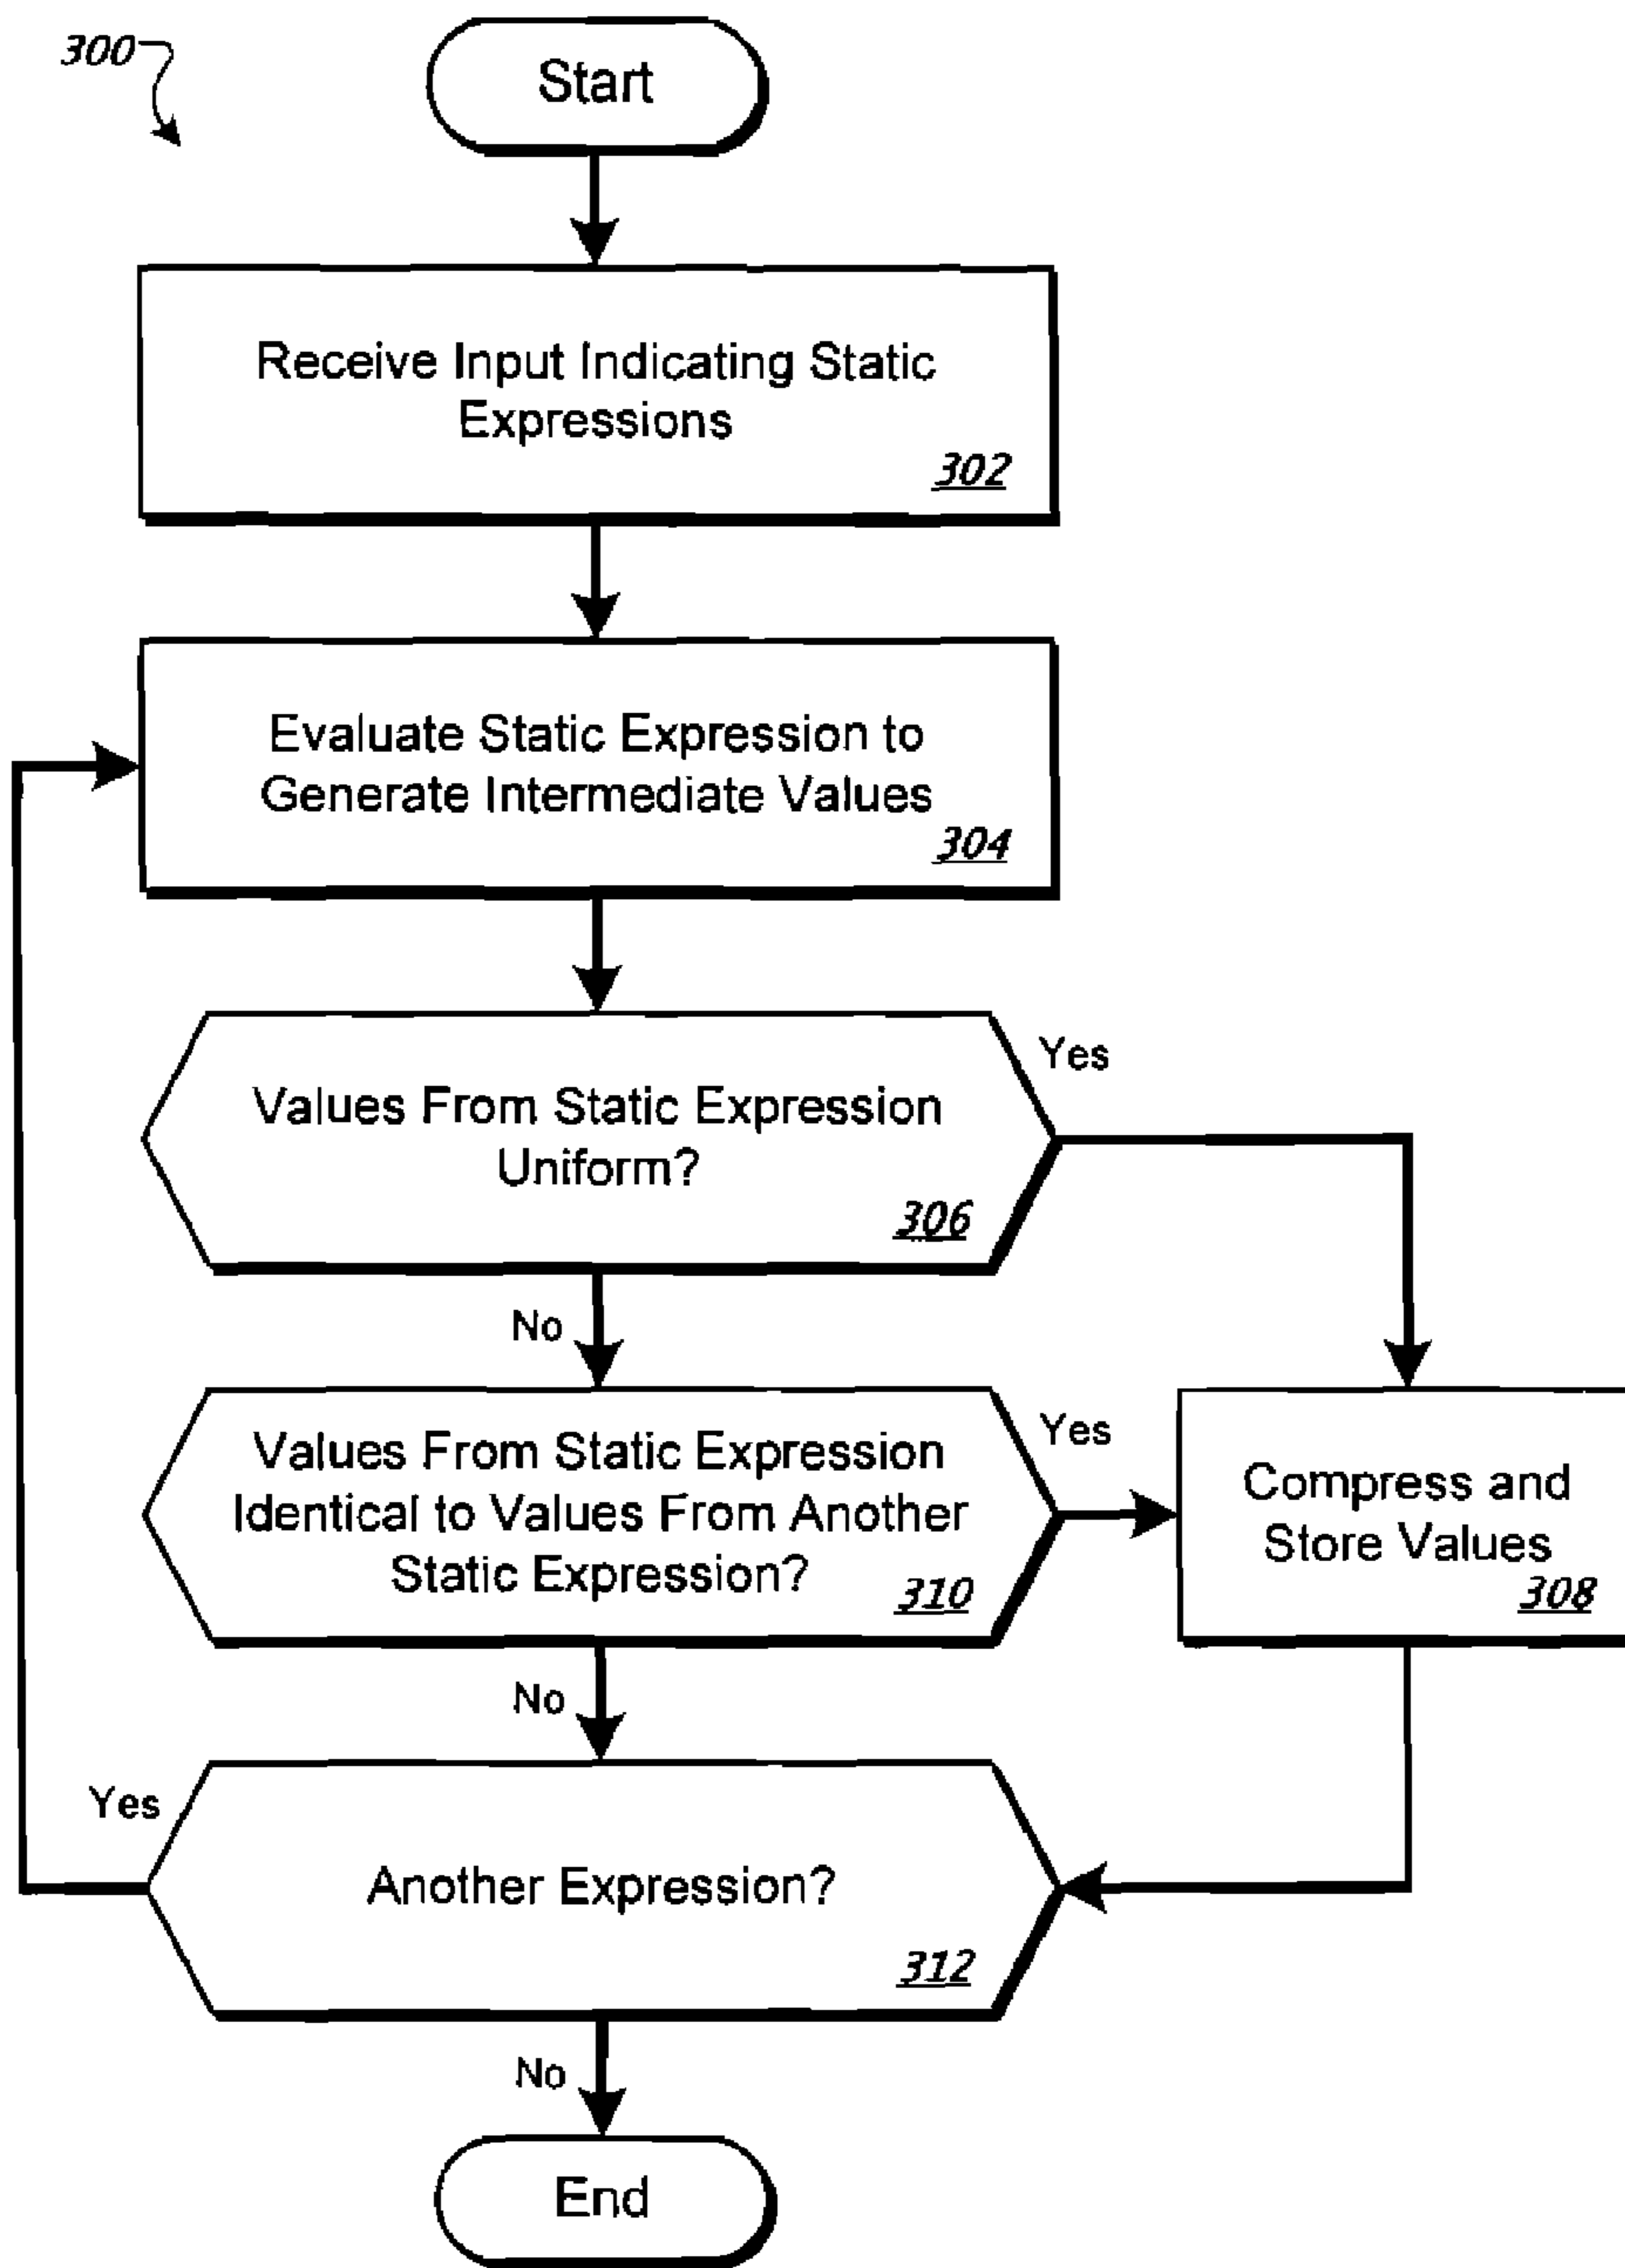 300
Start
Receive Input Indicating Static
Expressions
302
Evaluate Static Expression to
Generate Intermediate Values
304
Yes
Values From Static Expression
Uniform?
306
No
Values From Static Expression
Identical to Values From Another
Static Expression?
310
Yes
Compress and
Store Values
308
No
Yes
Another Expression?
312
No
End